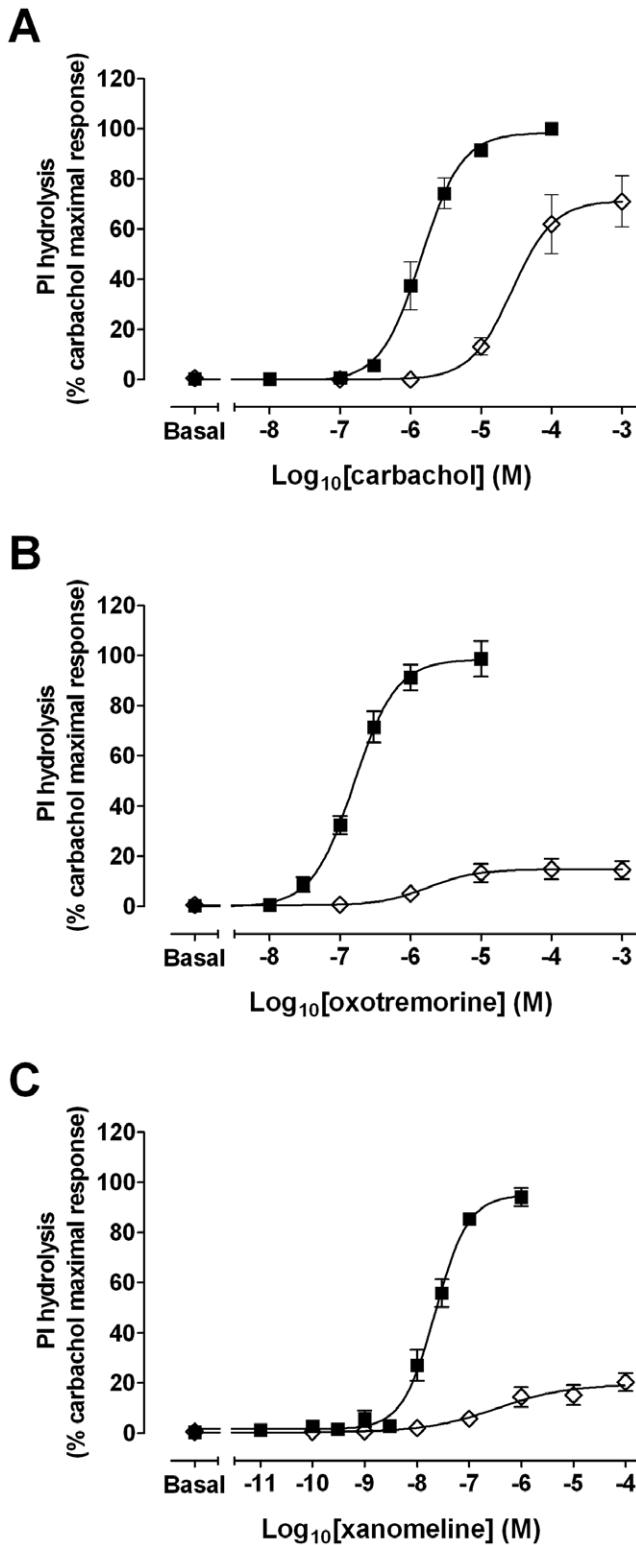 A
PI hydrolysis
(% carbachol maximal response)
120
100
80
60
40
20
0
Basal -8 -7 -6 -5 -4 -3
Log₁₀[carbachol] (M)
B
PI hydrolysis
(% carbachol maximal response)
120
100
80
60
40
20
0
Basal -8 -7 -6 -5 -4 -3
Log₁₀[oxotremorine] (M)
C
PI hydrolysis
(% carbachol maximal response)
120
100
80
60
40
20
0
Basal -11 -10 -9 -8 -7 -6 -5 -4
Log₁₀[xanomeline] (M)